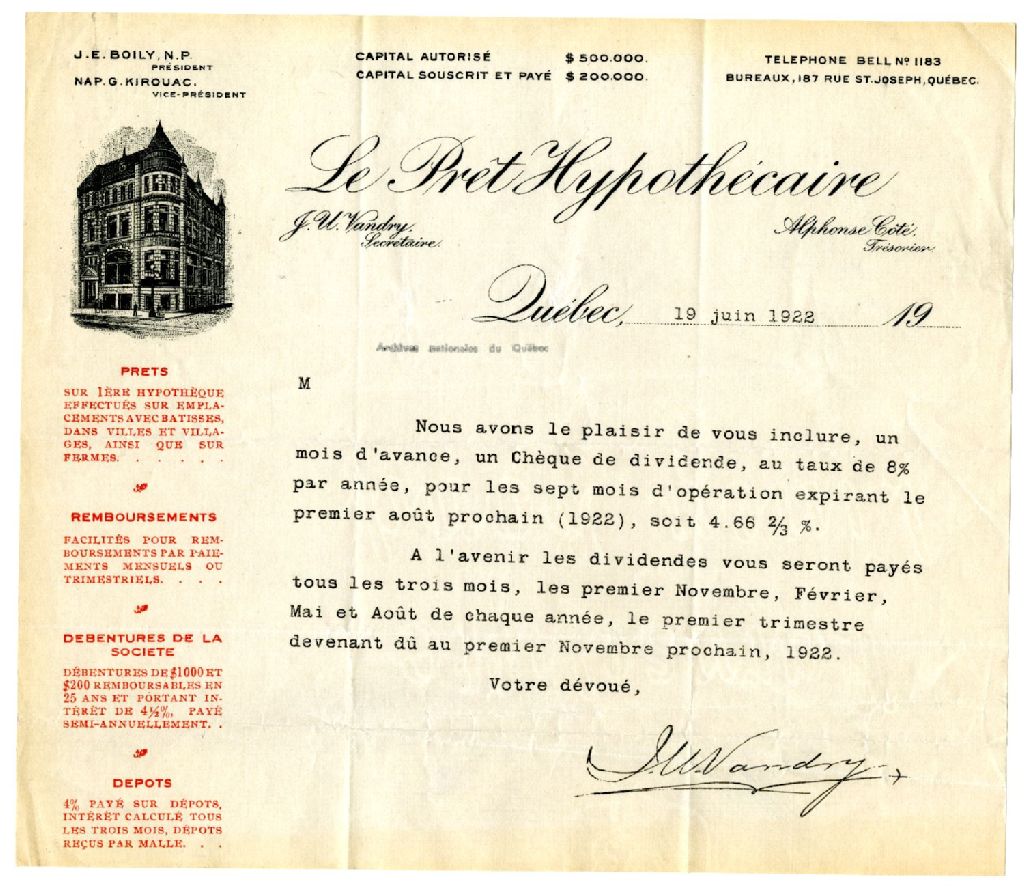 J.E. BOILY, N.P.
PRÉSIDENT
NAP. G. KIROUAC.
VICE-PRÉSIDENT
CAPITAL AUTORISÉ $500.000.
CAPITAL SOUSCRIT ET PAYÉ $200.000.
TELEPHONE BELL Nº 1183
BUREAUX, 187 RUE ST. JOSEPH, QUÉBEC.
Le Prêt Hypothécaire
J. U. Vandry.
Secrétaire.
Alphonse Côté.
Trésorier.
Québec, 19 juin 1922 19
Archives nationales du Québec
PRETS
SUR 1ÈRE HYPOTHÈQUE
EFFECTUÉS SUR EMPLA-
CEMENTS AVEC BATISSES,
DANS VILLES ET VILLA-
GES, AINSI QUE SUR
FERMES. . . . . .
REMBOURSEMENTS
FACILITÉS POUR REM-
BOURSEMENTS PAR PAIE-
MENTS MENSUELS OU
TRIMESTRIELS. . . .
DEBENTURES DE LA
SOCIETE
DÉBENTURES DE $1000 ET
$200 REMBOURSABLES EN
25 ANS ET PORTANT IN-
TÉRÊT DE 4½%, PAYÉ
SEMI-ANNUELLEMENT. .
DEPOTS
4% PAYÉ SUR DÉPOTS,
INTÉRÊT CALCULÉ TOUS
LES TROIS MOIS, DÉPOTS
REÇUS PAR MALLE. . .
M
Nous avons le plaisir de vous inclure, un
mois d'avance, un Chèque de dividende, au taux de 8%
par année, pour les sept mois d'opération expirant le
premier août prochain (1922), soit 4.66 2/3 %.
A l'avenir les dividendes vous seront payés
tous les trois mois, les premier Novembre, Février,
Mai et Août de chaque année, le premier trimestre
devenant dû au premier Novembre prochain, 1922.
Votre dévoué,
J.U.Vandry